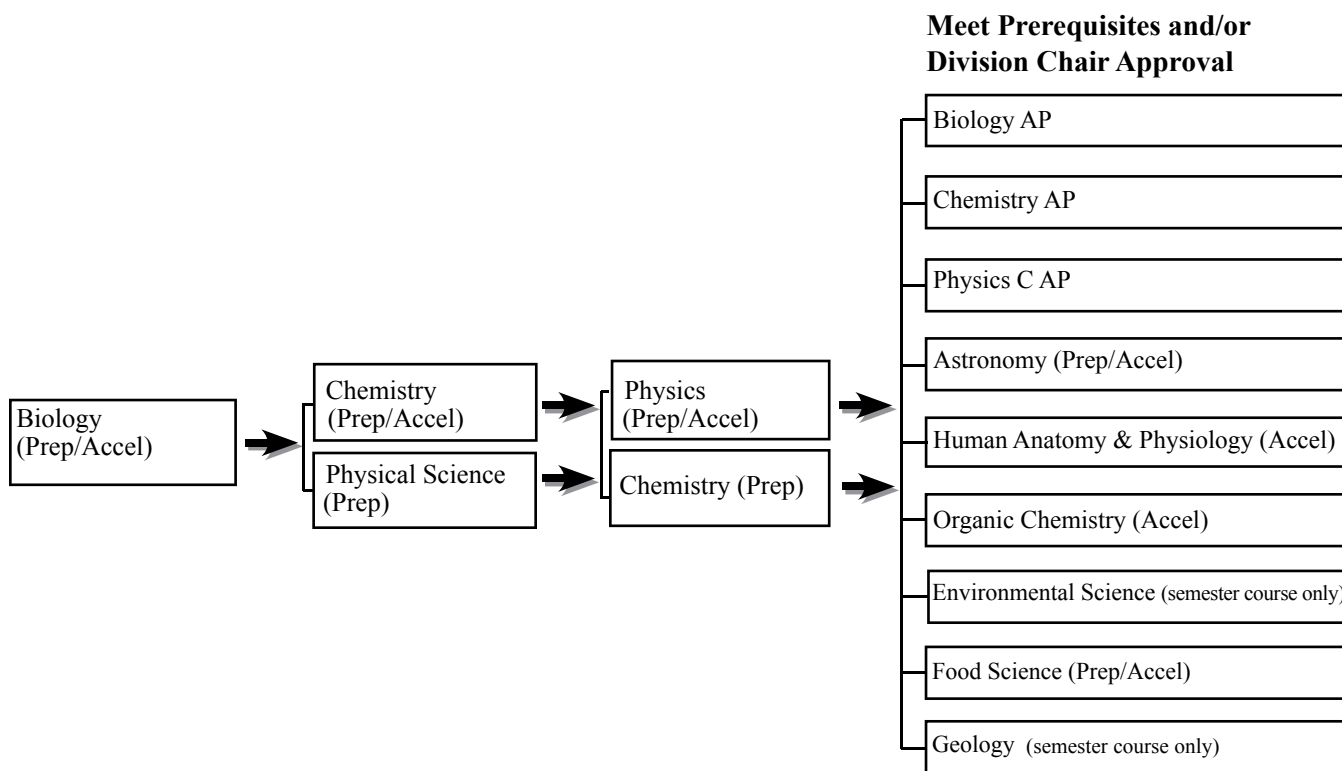 Meet Prerequisites and/or
Division Chair Approval
Biology
(Prep/Accel)
Chemistry
(Prep/Accel)
Physical Science
(Prep)
Physics
(Prep/Accel)
Chemistry (Prep)
Biology AP
Chemistry AP
Physics C AP
Astronomy (Prep/Accel)
Human Anatomy & Physiology (Accel)
Organic Chemistry (Accel)
Environmental Science (semester course only)
Food Science (Prep/Accel)
Geology (semester course only)